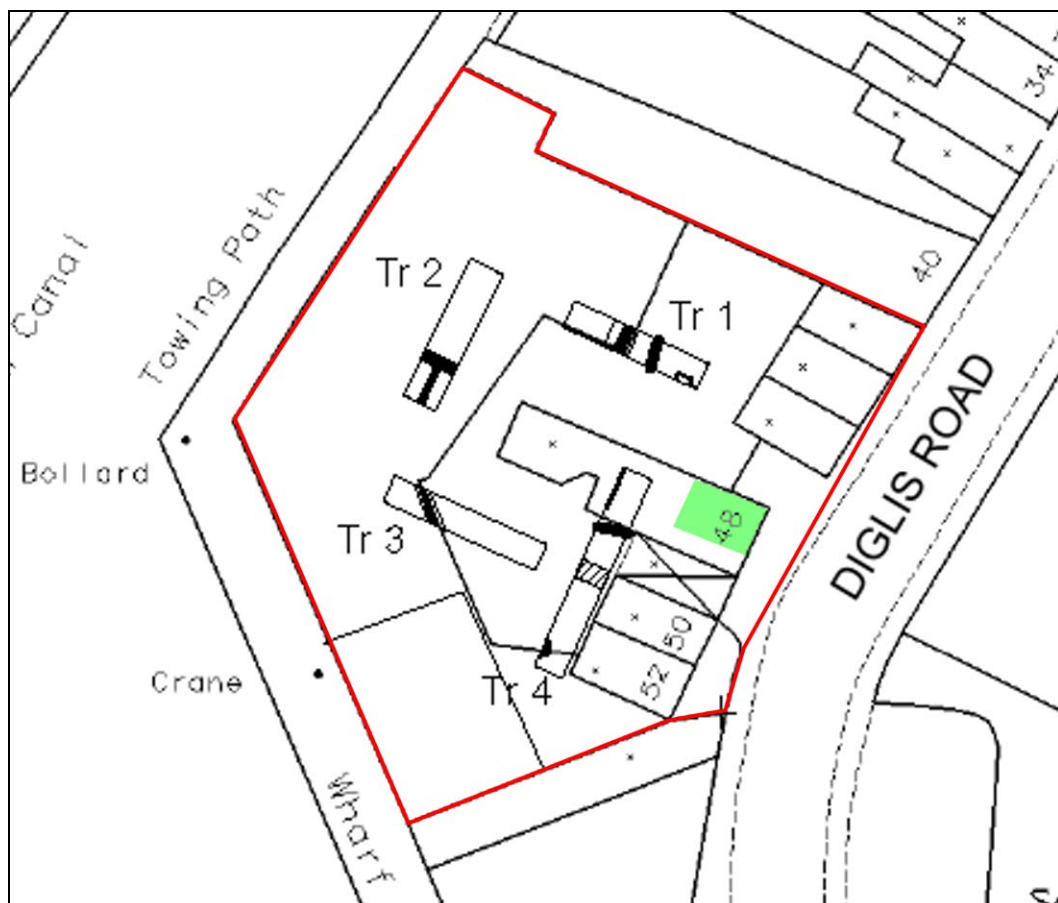 34
40
Canal
Towing Path
Tr 2
Tr 1
Bollard
DIGLIS ROAD
48
Tr 3
50
Crane
52
Tr 4
Wharf